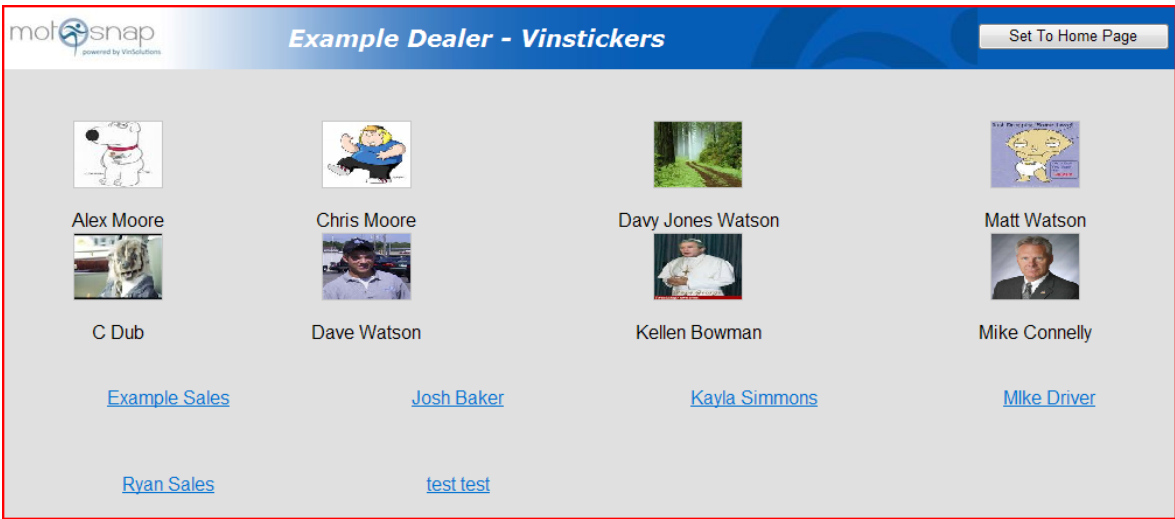 motosnap
powered by VinSolutions
Example Dealer - Vinstickers
Set To Home Page
Alex Moore
Chris Moore
Davy Jones Watson
Matt Watson
C Dub
Dave Watson
Kellen Bowman
Mike Connelly
Example Sales
Josh Baker
Kayla Simmons
MIke Driver
Ryan Sales
test test